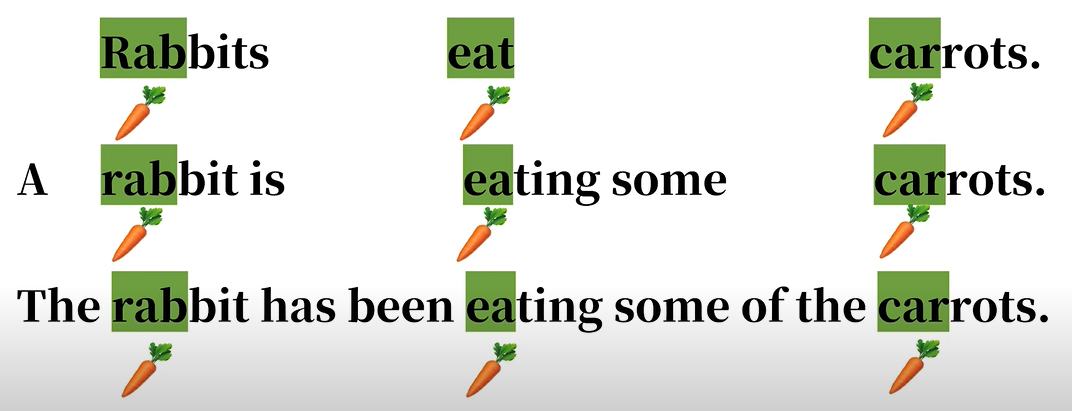 Rabbits eat carrots.
A rabbit is eating some carrots.
The rabbit has been eating some of the carrots.